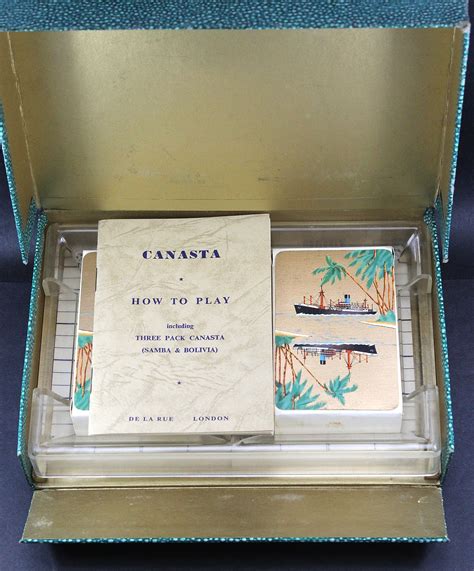 CANASTA
HOW TO PLAY
including
THREE PACK CANASTA
(SAMBA & BOLIVIA)
DE LA RUE LONDON